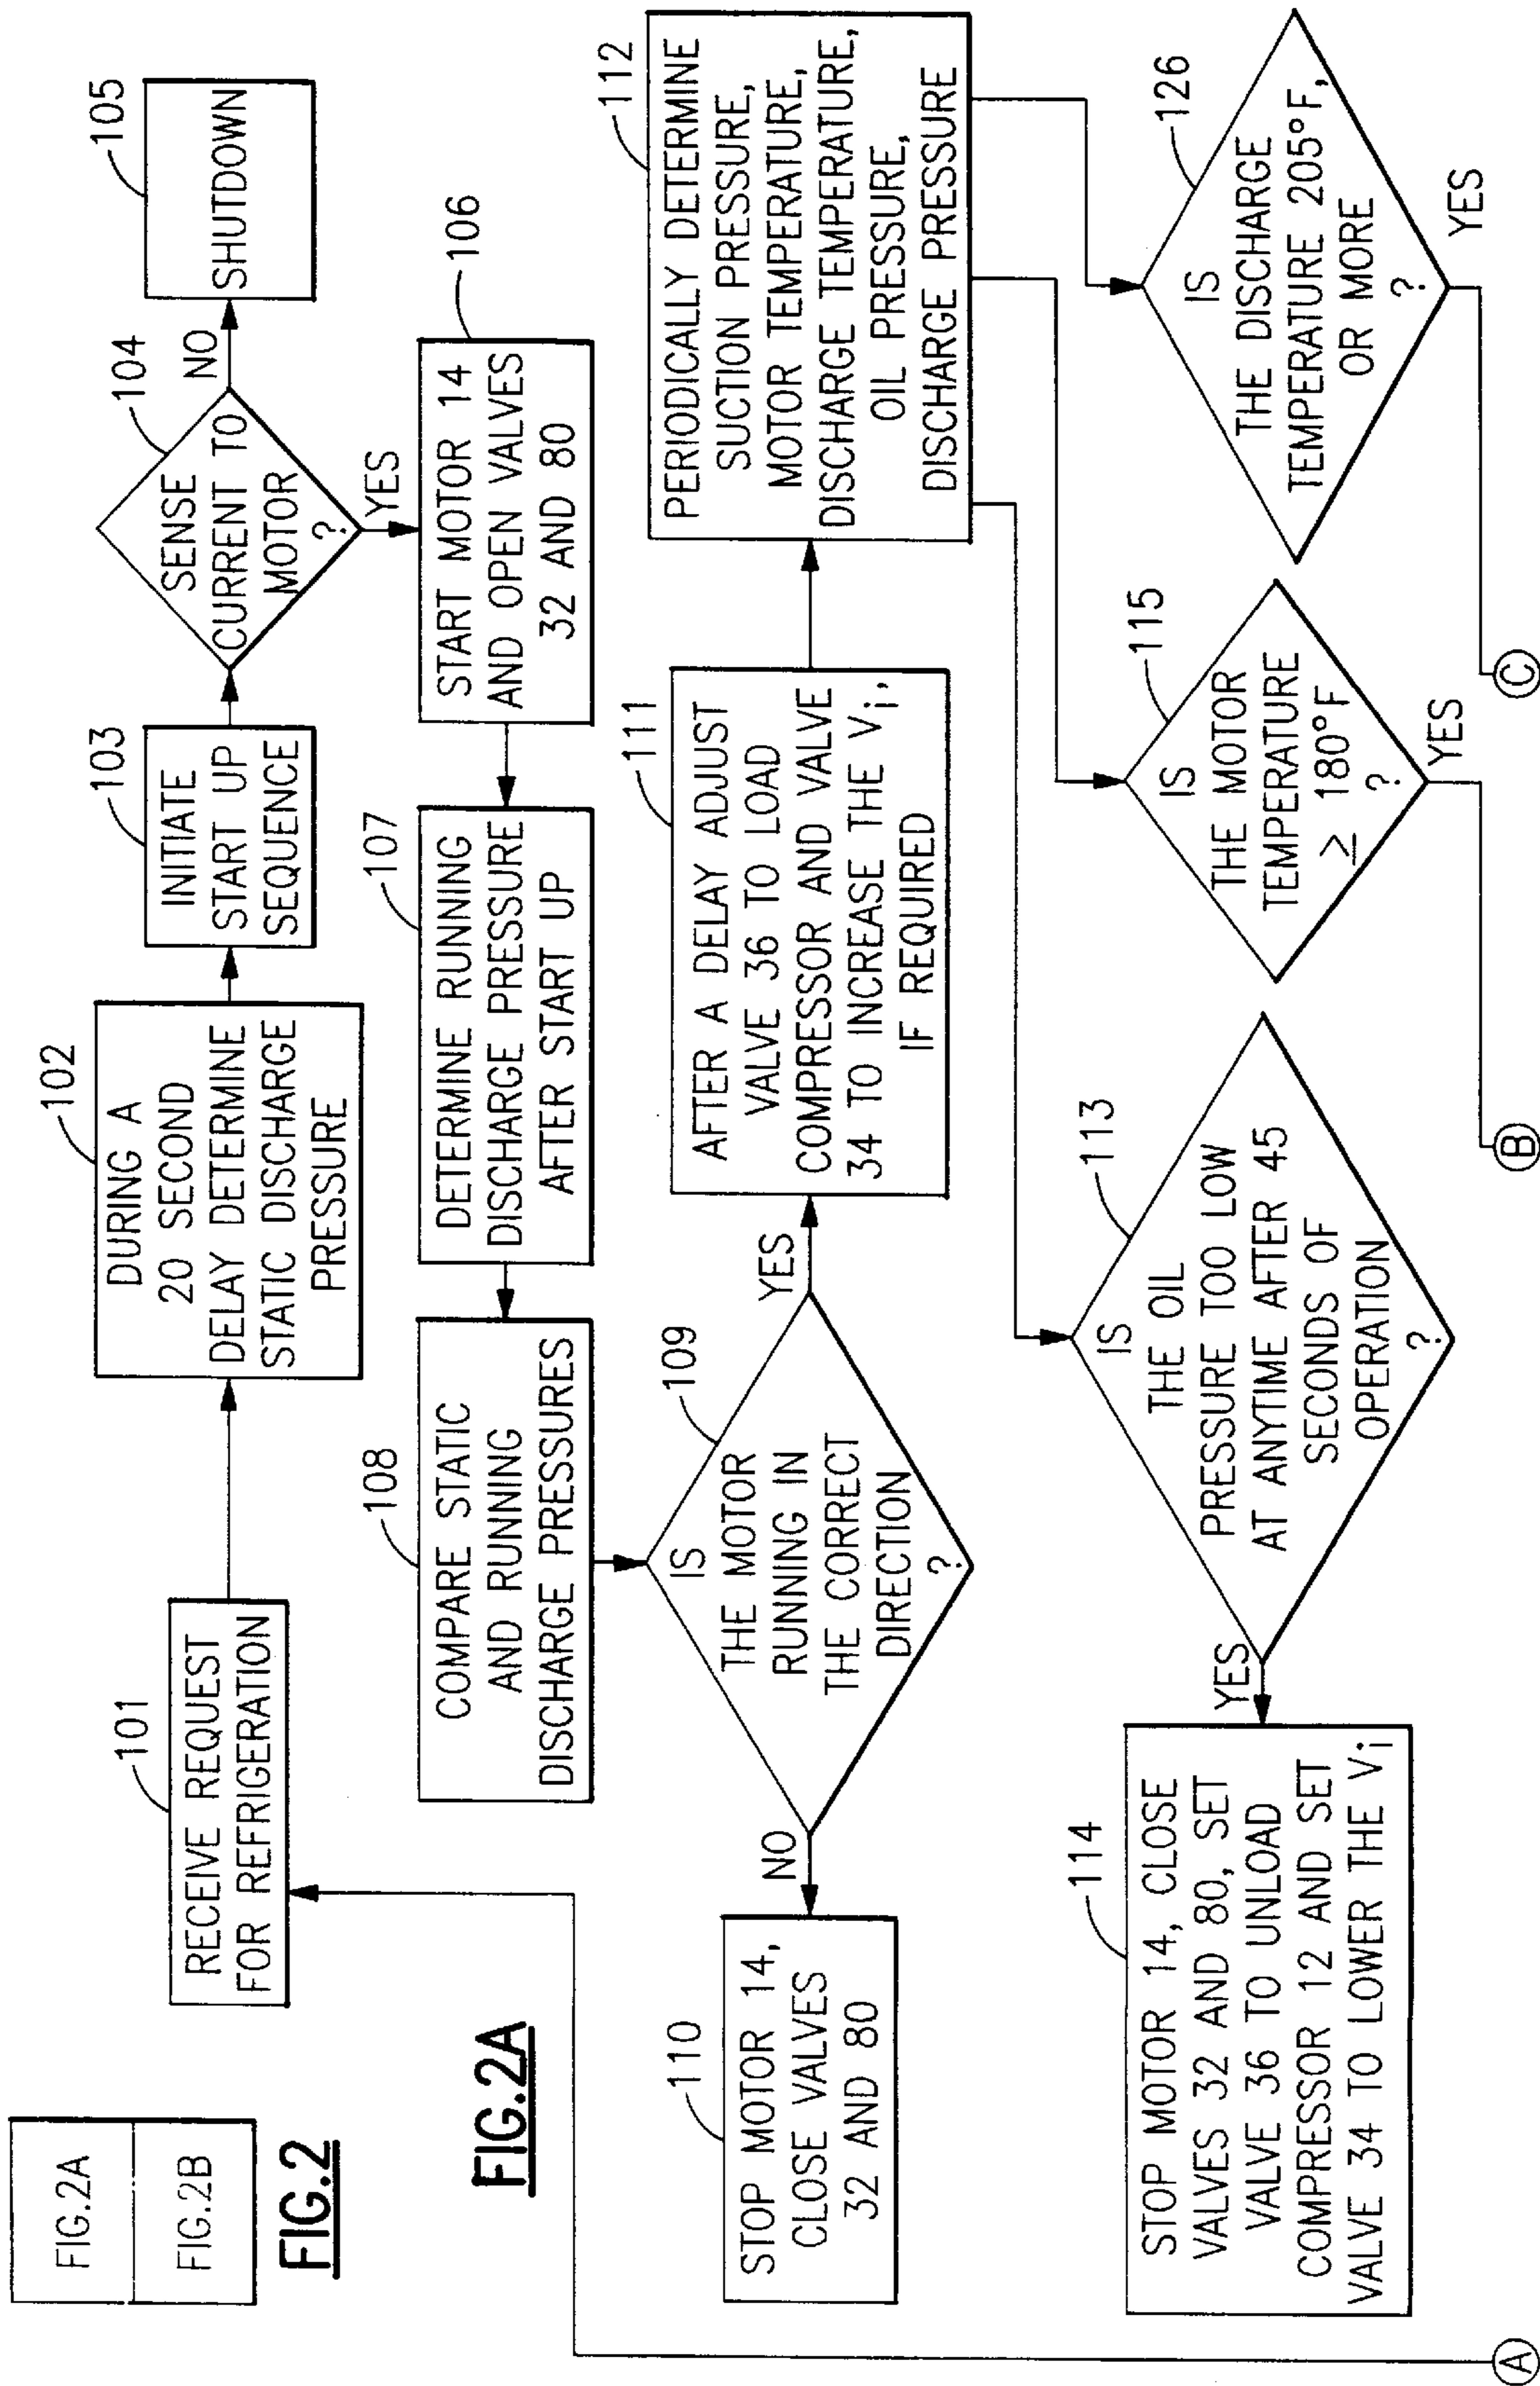 FIG.2A
FIG.2B
FIG.2
FIG.2A
101
RECEIVE REQUEST
FOR REFRIGERATION
102
DURING A
20 SECOND
DELAY DETERMINE
STATIC DISCHARGE
PRESSURE
103
INITIATE
START UP
SEQUENCE
104
SENSE
CURRENT TO
MOTOR
?
NO
105
SHUTDOWN
YES
106
START MOTOR 14
AND OPEN VALVES
32 AND 80
107
DETERMINE RUNNING
DISCHARGE PRESSURE
AFTER START UP
108
COMPARE STATIC
AND RUNNING
DISCHARGE PRESSURES
109
IS
THE MOTOR
RUNNING IN
THE CORRECT
DIRECTION
?
NO
110
STOP MOTOR 14,
CLOSE VALVES
32 AND 80
YES
111
AFTER A DELAY ADJUST
VALVE 36 TO LOAD
COMPRESSOR AND VALVE
34 TO INCREASE THE Vi,
IF REQUIRED
112
PERIODICALLY DETERMINE
SUCTION PRESSURE,
MOTOR TEMPERATURE,
DISCHARGE TEMPERATURE,
OIL PRESSURE,
DISCHARGE PRESSURE
113
IS
THE OIL
PRESSURE TOO LOW
AT ANYTIME AFTER 45
SECONDS OF
OPERATION
?
YES
114
STOP MOTOR 14, CLOSE
VALVES 32 AND 80, SET
VALVE 36 TO UNLOAD
COMPRESSOR 12 AND SET
VALVE 34 TO LOWER THE Vi
115
IS
THE MOTOR
TEMPERATURE
≥ 180°F
?
YES
126
IS
THE DISCHARGE
TEMPERATURE 205°F,
OR MORE
?
YES
A
B
C